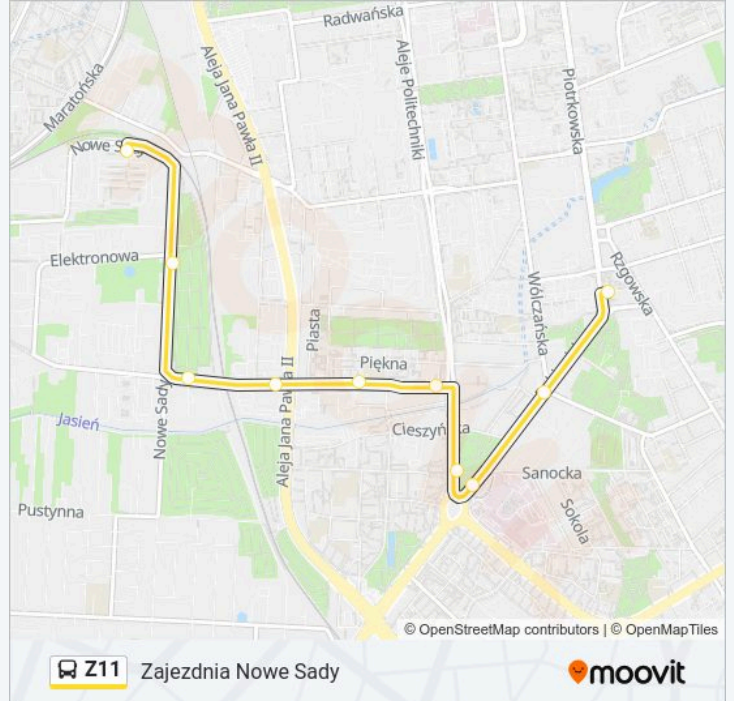 Radwańska
Maratońska
Aleja Jana Pawła II
Aleje Politechniki
Piotrkowska
Nowe S
Elektronowa
Rzgowska
Wólczańska
Piasta
Piękna
Nowe Sady
Jasień
Aleja Jana Pawła II
Cieszyńska
Sanocka
Sokola
Pustynna
© OpenStreetMap contributors | © OpenMapTiles
Z11 Zajezdnia Nowe Sady
moovit